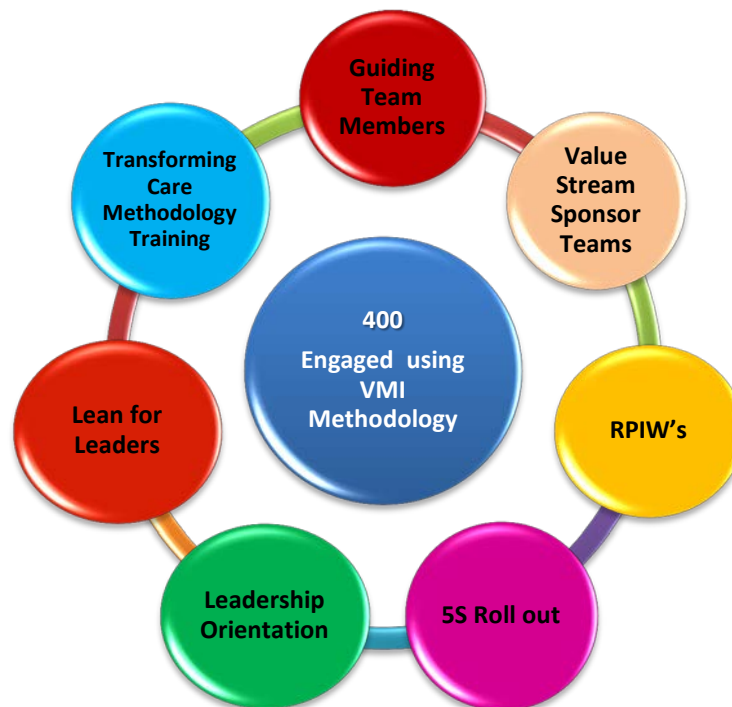 Guiding
Team
Members
Value
Stream
Sponsor
Teams
RPIW’s
5S Roll out
Leadership
Orientation
Lean for
Leaders
Transforming
Care
Methodology
Training
400
Engaged using
VMI
Methodology